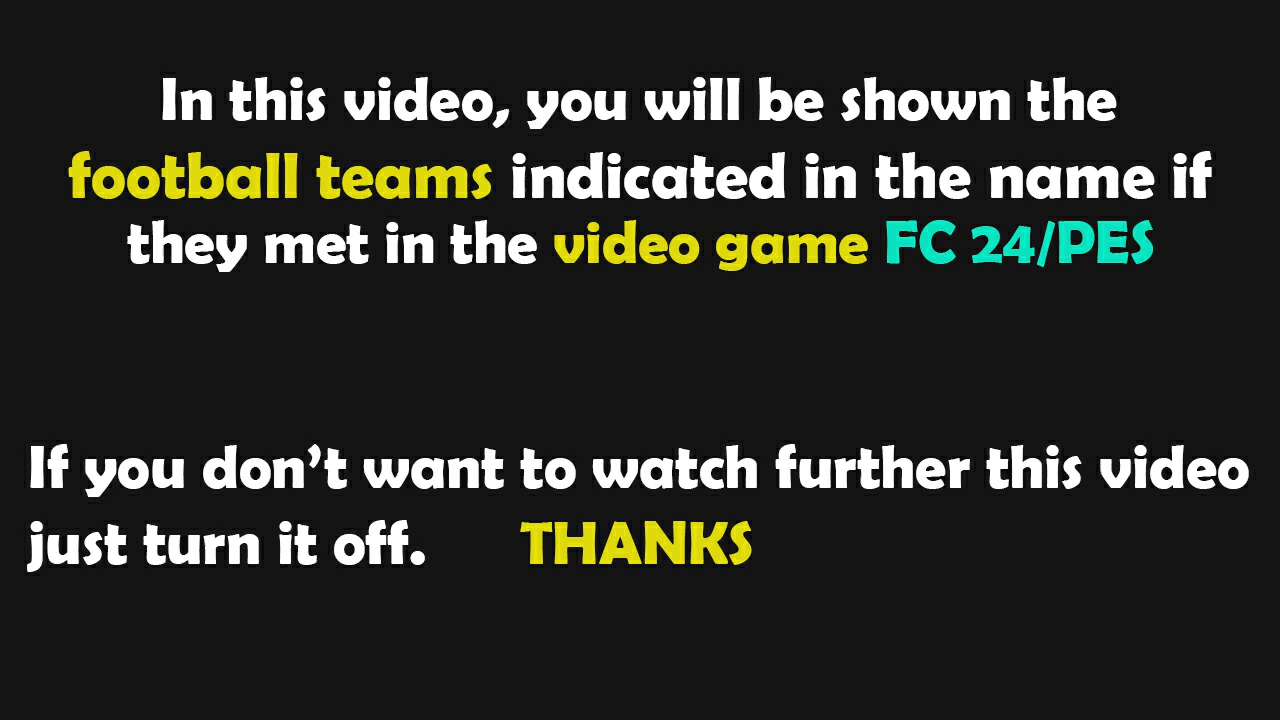 In this video, you will be shown the
football teams indicated in the name if
they met in the video game FC 24/PES
If you don’t want to watch further this video
just turn it off. THANKS